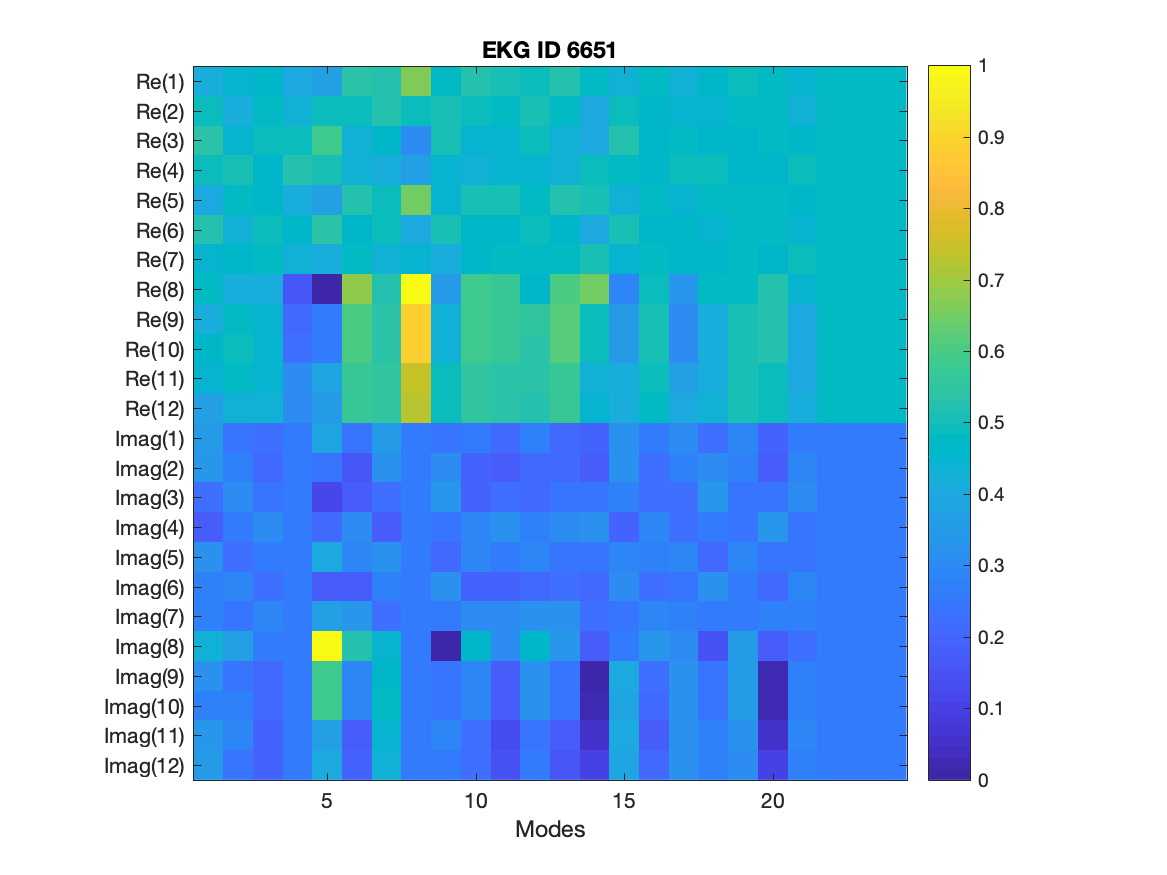 EKG ID 6651
Re(1)
Re(2)
Re(3)
Re(4)
Re(5)
Re(6)
Re(7)
Re(8)
Re(9)
Re(10)
Re(11)
Re(12)
Imag(1)
Imag(2)
Imag(3)
Imag(4)
Imag(5)
Imag(6)
Imag(7)
Imag(8)
Imag(9)
Imag(10)
Imag(11)
Imag(12)
5 10 15 20
Modes
1
0.9
0.8
0.7
0.6
0.5
0.4
0.3
0.2
0.1
0